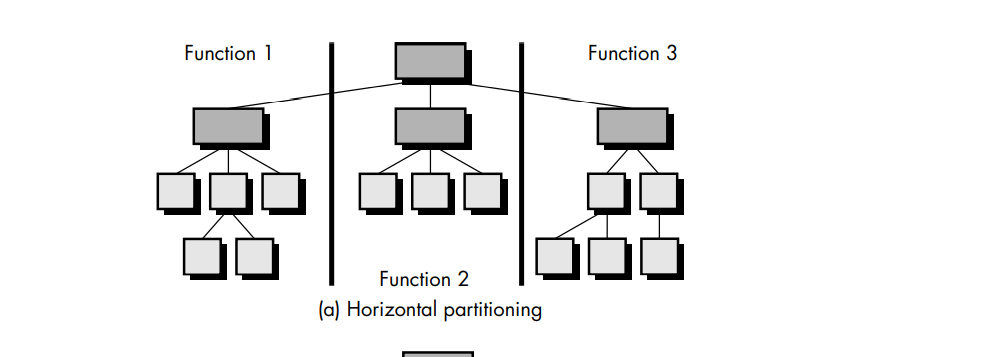 Function 1
Function 3
Function 2
(a) Horizontal partitioning